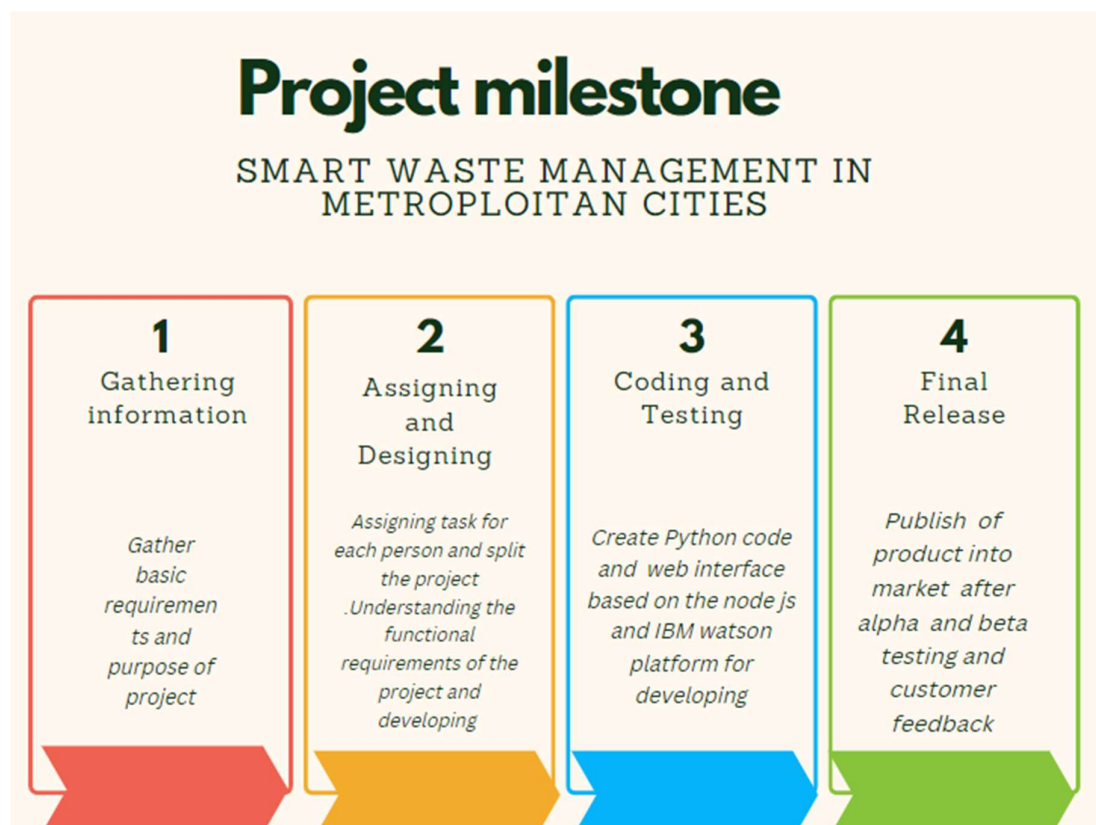 Project milestone
SMART WASTE MANAGEMENT IN
METROPLOITAN CITIES
1
Gathering
information
Gather
basic
requiremen
ts and
purpose of
project
2
Assigning
and
Designing
Assigning task for
each person and split
the project
.Understanding the
functional
requirements of the
project and
developing
3
Coding and
Testing
Create Python code
and web interface
based on the node js
and IBM watson
platform for
developing
4
Final
Release
Publish of
product into
market after
alpha and beta
testing and
customer
feedback